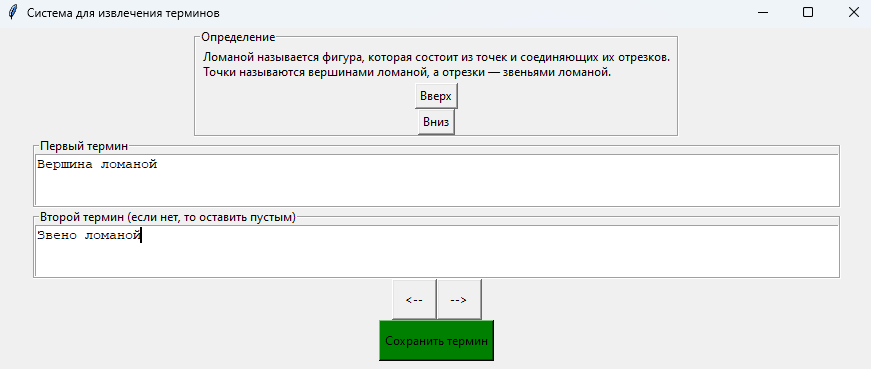 Система для извлечения терминов
Определение
Ломаной называется фигура, которая состоит из точек и соединяющих их отрезков.
Точки называются вершинами ломаной, а отрезки — звеньями ломаной.
Вверх
Вниз
Первый термин
Вершина ломаной
Второй термин (если нет, то оставить пустым)
Звено ломаной
<-- -->
Сохранить термин